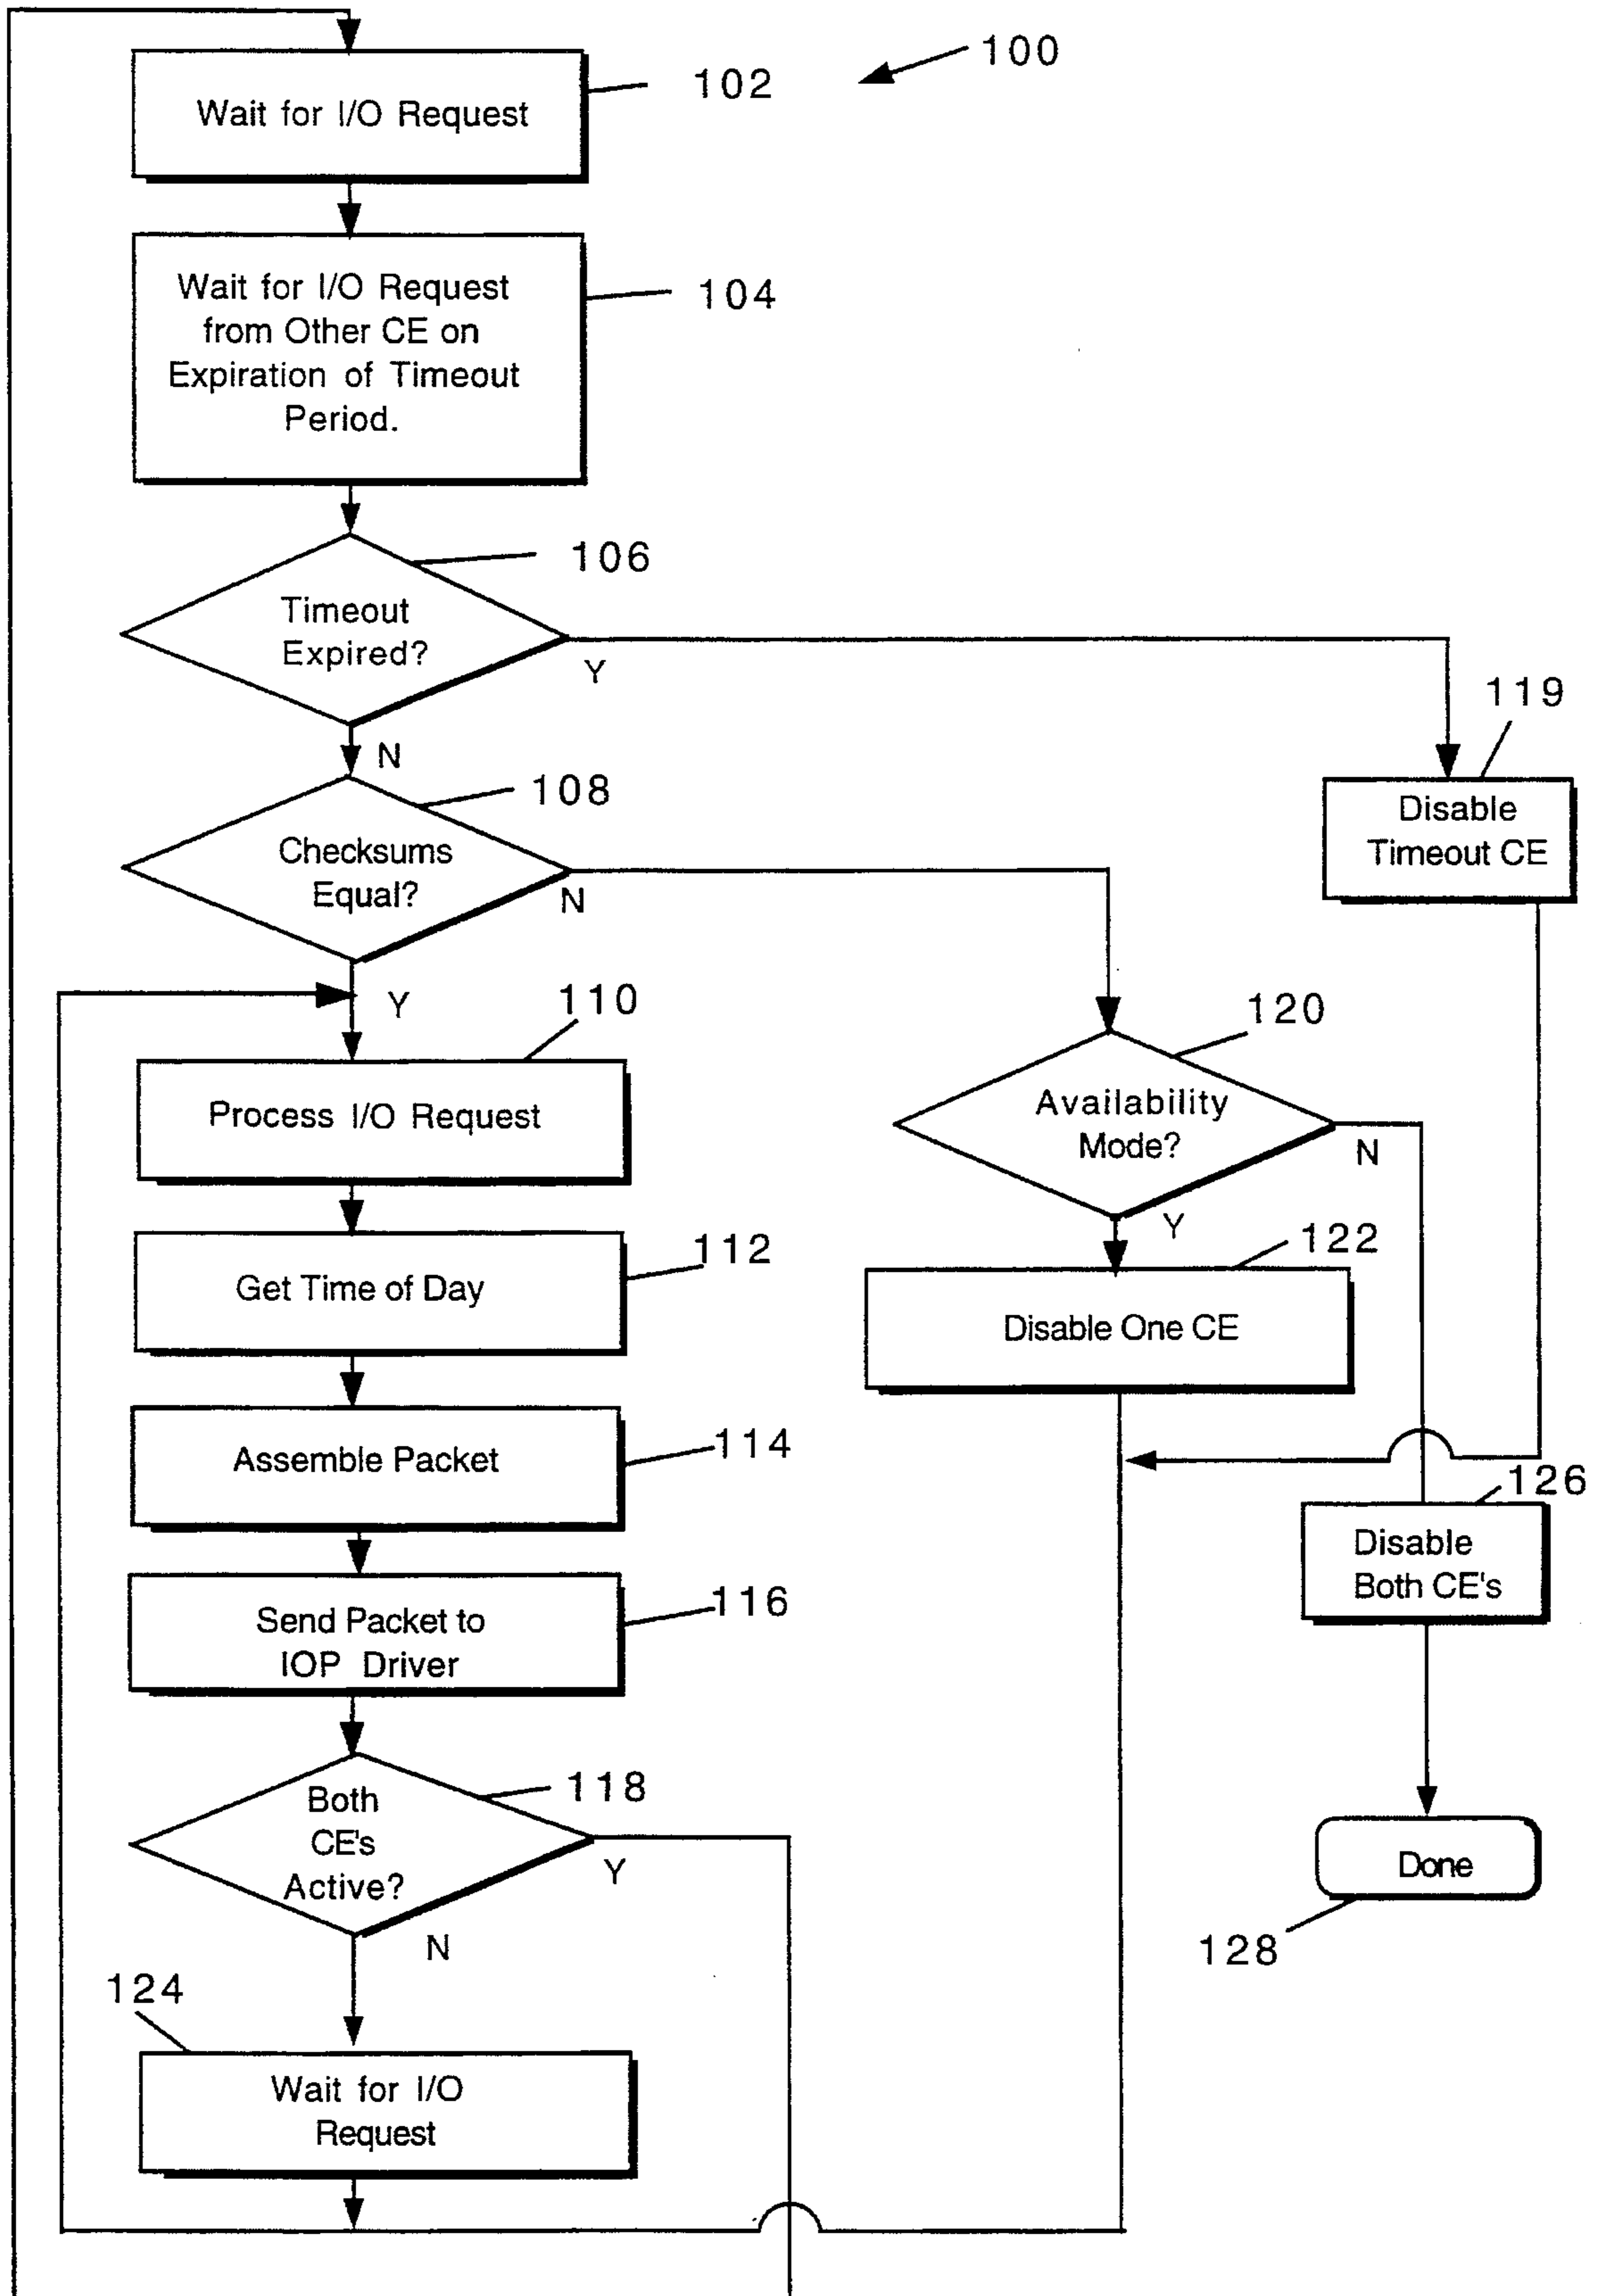 100
102
Wait for I/O Request
104
Wait for I/O Request
from Other CE on
Expiration of Timeout
Period.
106
Timeout
Expired?
Y
N
119
Disable
Timeout CE
108
Checksums
Equal?
N
Y
110
Process I/O Request
120
Availability
Mode?
N
Y
112
Get Time of Day
122
Disable One CE
114
Assemble Packet
126
Disable
Both CE's
116
Send Packet to
IOP Driver
118
Both
CE's
Active?
Y
N
Done
128
124
Wait for I/O
Request